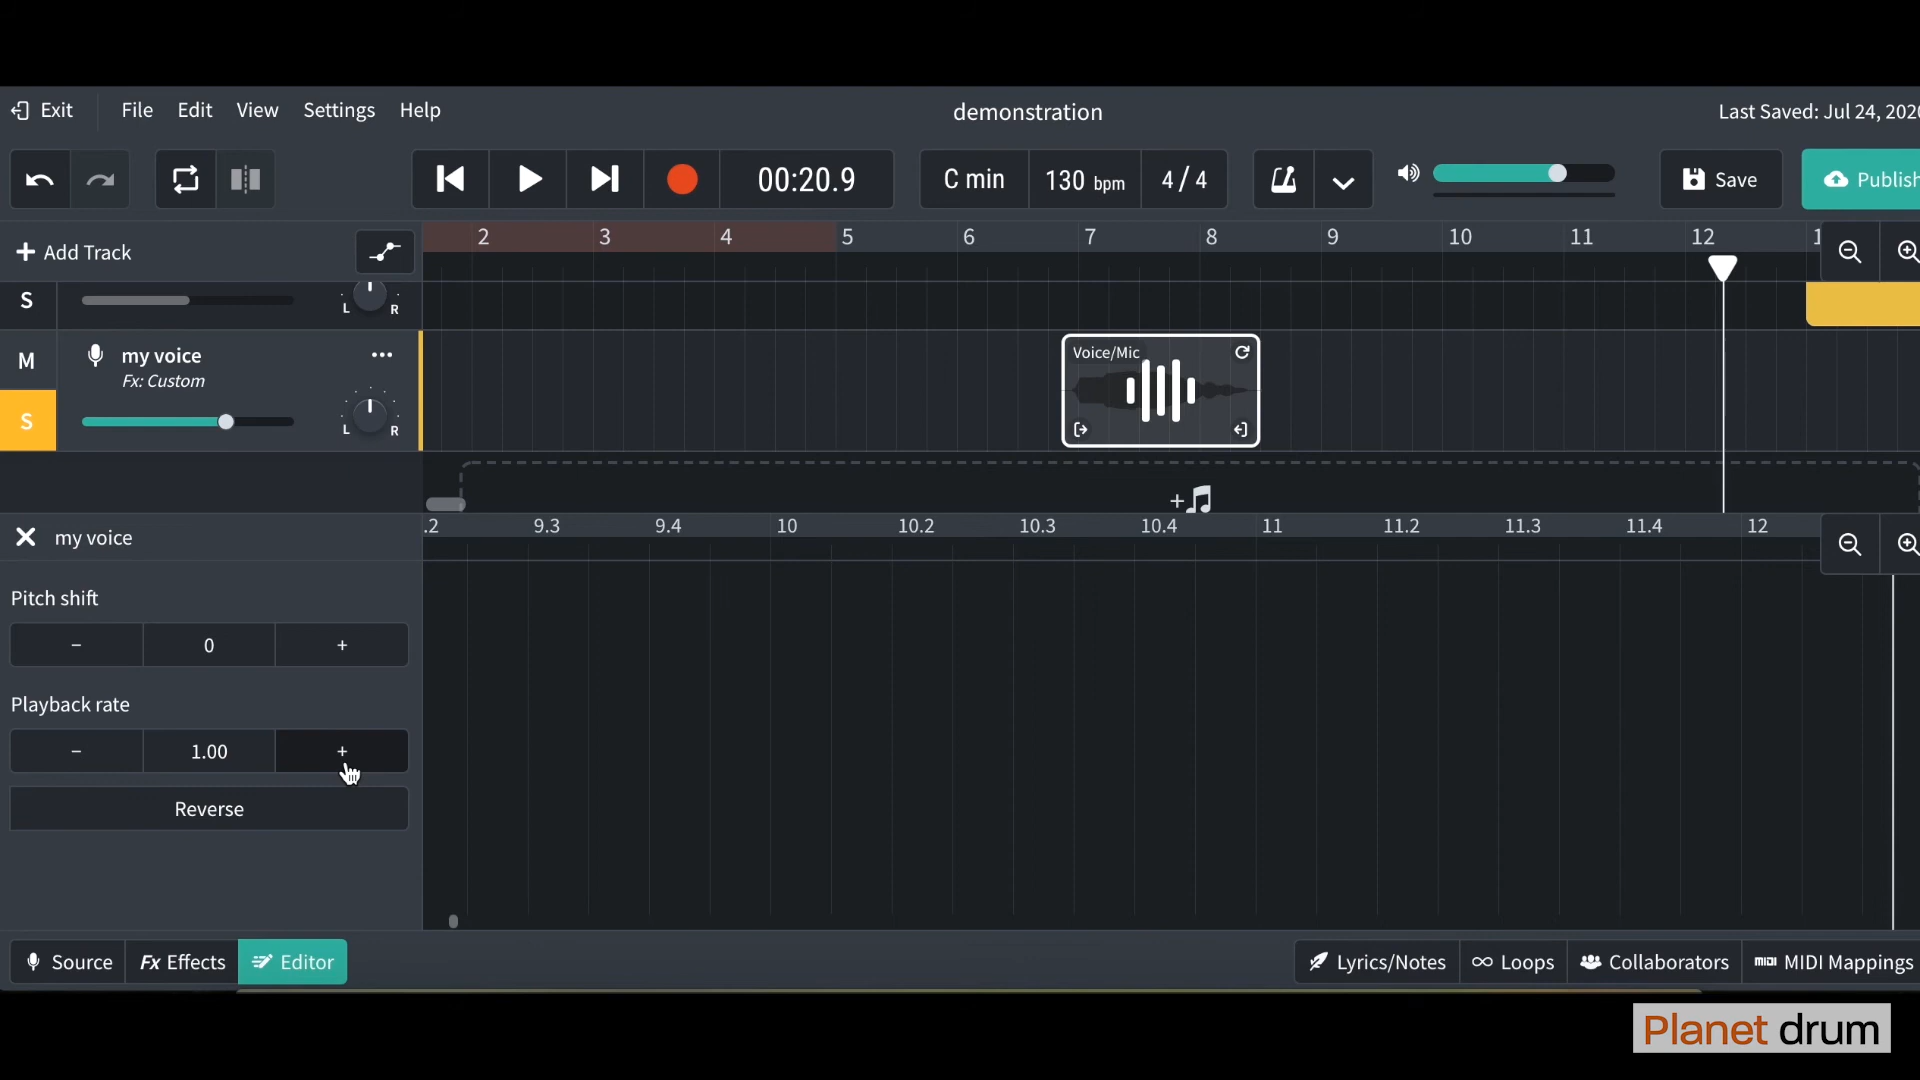 Exit File Edit View Settings Help demonstration Last Saved: Jul 24, 202
00:20.9 C min 130 bpm 4 / 4 Save Publish
+ Add Track 2 3 4 5 6 7 8 9 10 11 12 1
S L R
M my voice ••• Voice/Mic
Fx: Custom
S L R
+
my voice .2 9.3 9.4 10 10.2 10.3 10.4 11 11.2 11.3 11.4 12
Pitch shift
− 0 +
Playback rate
− 1.00 +
Reverse
Source Fx Effects Editor Lyrics/Notes Loops Collaborators MIDI MIDI Mappings
Planet drum